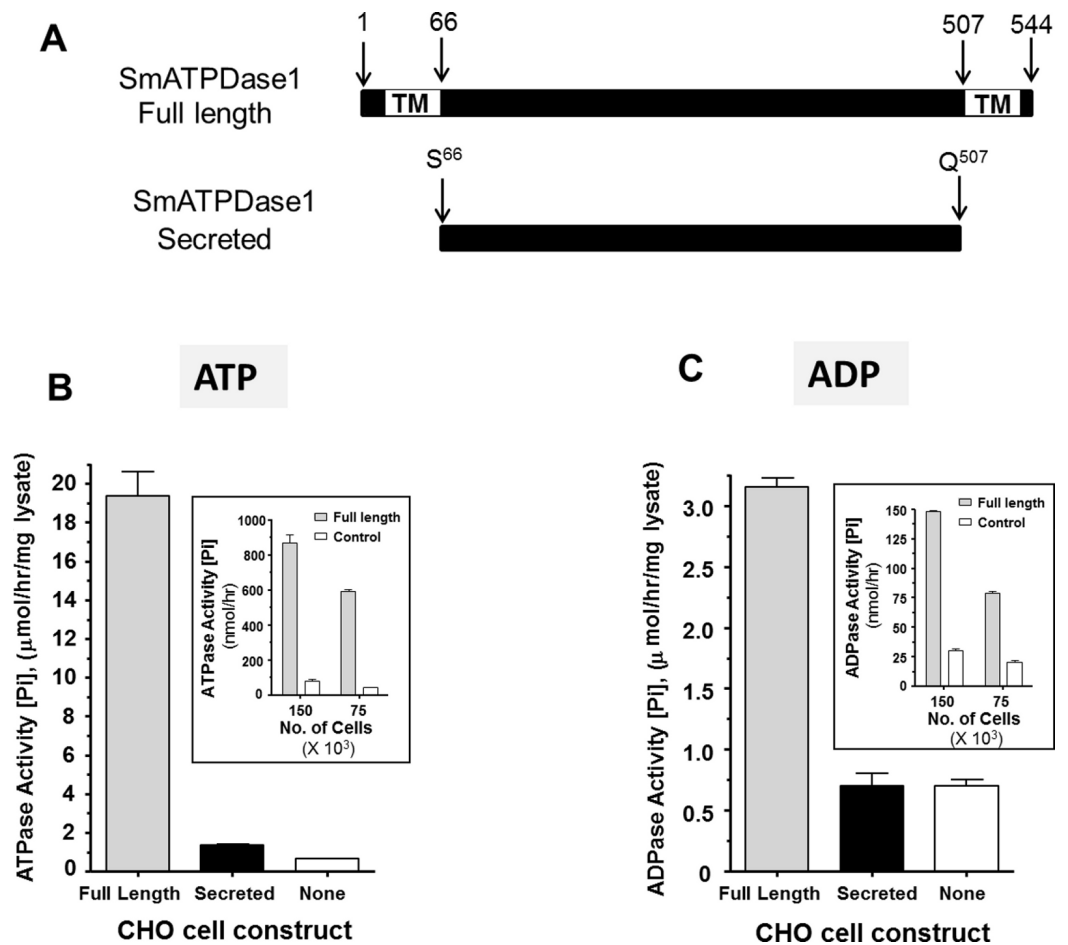 A
1 66 507 544
SmATPDase1
Full length
TM TM
S66 Q507
SmATPDase1
Secreted
B
ATP
ATPase Activity [Pi], (μmol/hr/mg lysate)
20
18
16
14
12
10
8
6
4
2
0
Full Length Secreted None
CHO cell construct
ATPase Activity [Pi]
(nmol/hr)
1000
800
600
400
200
0
Full length
Control
150 75
No. of Cells
(X 10³)
C
ADP
ADPase Activity [Pi], (μ mol/hr/mg lysate)
3.0
2.5
2.0
1.5
1.0
0.5
0
Full Length Secreted None
CHO cell construct
ADPase Activity [Pi]
(nmol/hr)
150
125
100
75
50
25
0
Full length
Control
150 75
No. of Cells
(X 10³)